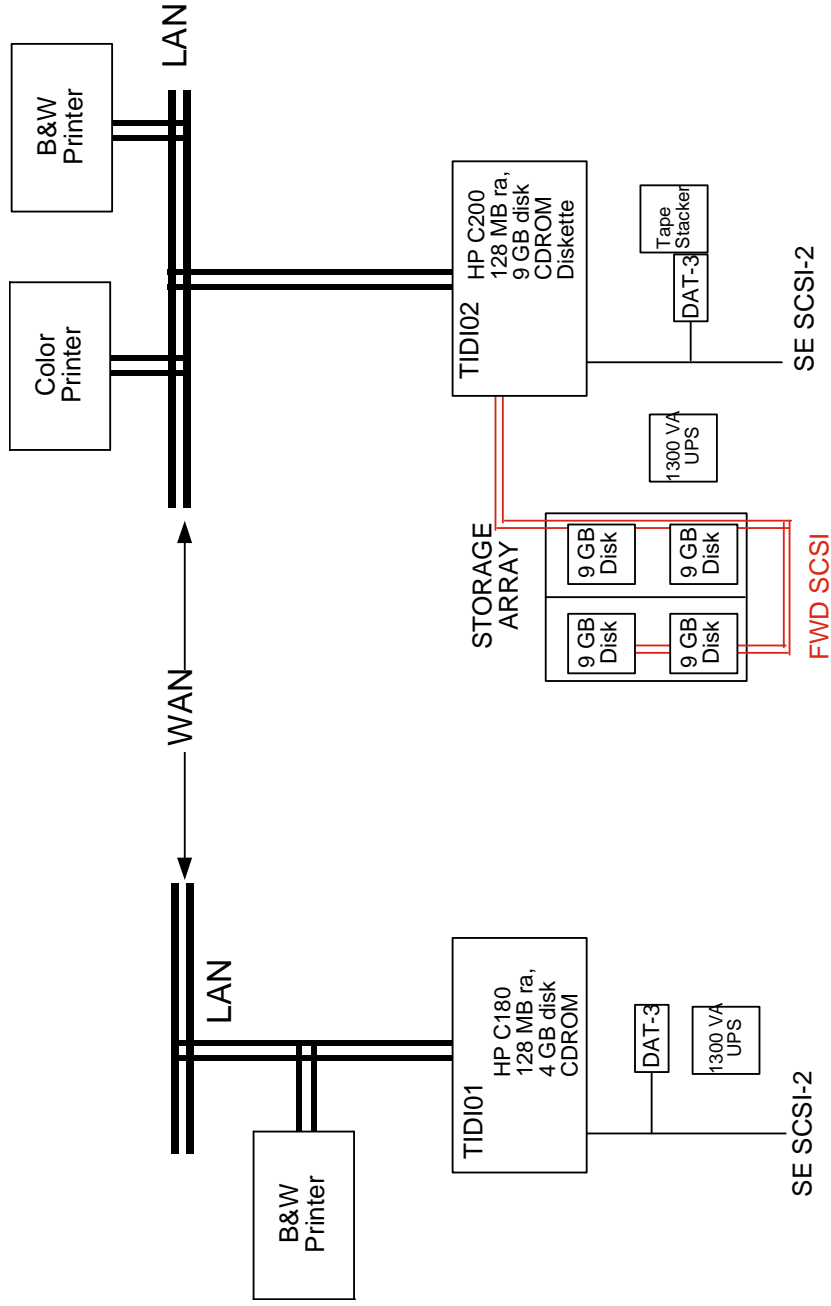 B&W
Printer
LAN
TIDI01
HP C180
128 MB ra,
4 GB disk
CDROM
DAT-3
1300 VA
UPS
SE SCSI-2
WAN
Color
Printer
B&W
Printer
LAN
TIDI02
HP C200
128 MB ra,
9 GB disk
CDROM
Diskette
STORAGE
ARRAY
9 GB
Disk
9 GB
Disk
9 GB
Disk
9 GB
Disk
FWD SCSI
1300 VA
UPS
DAT-3
Tape
Stacker
SE SCSI-2